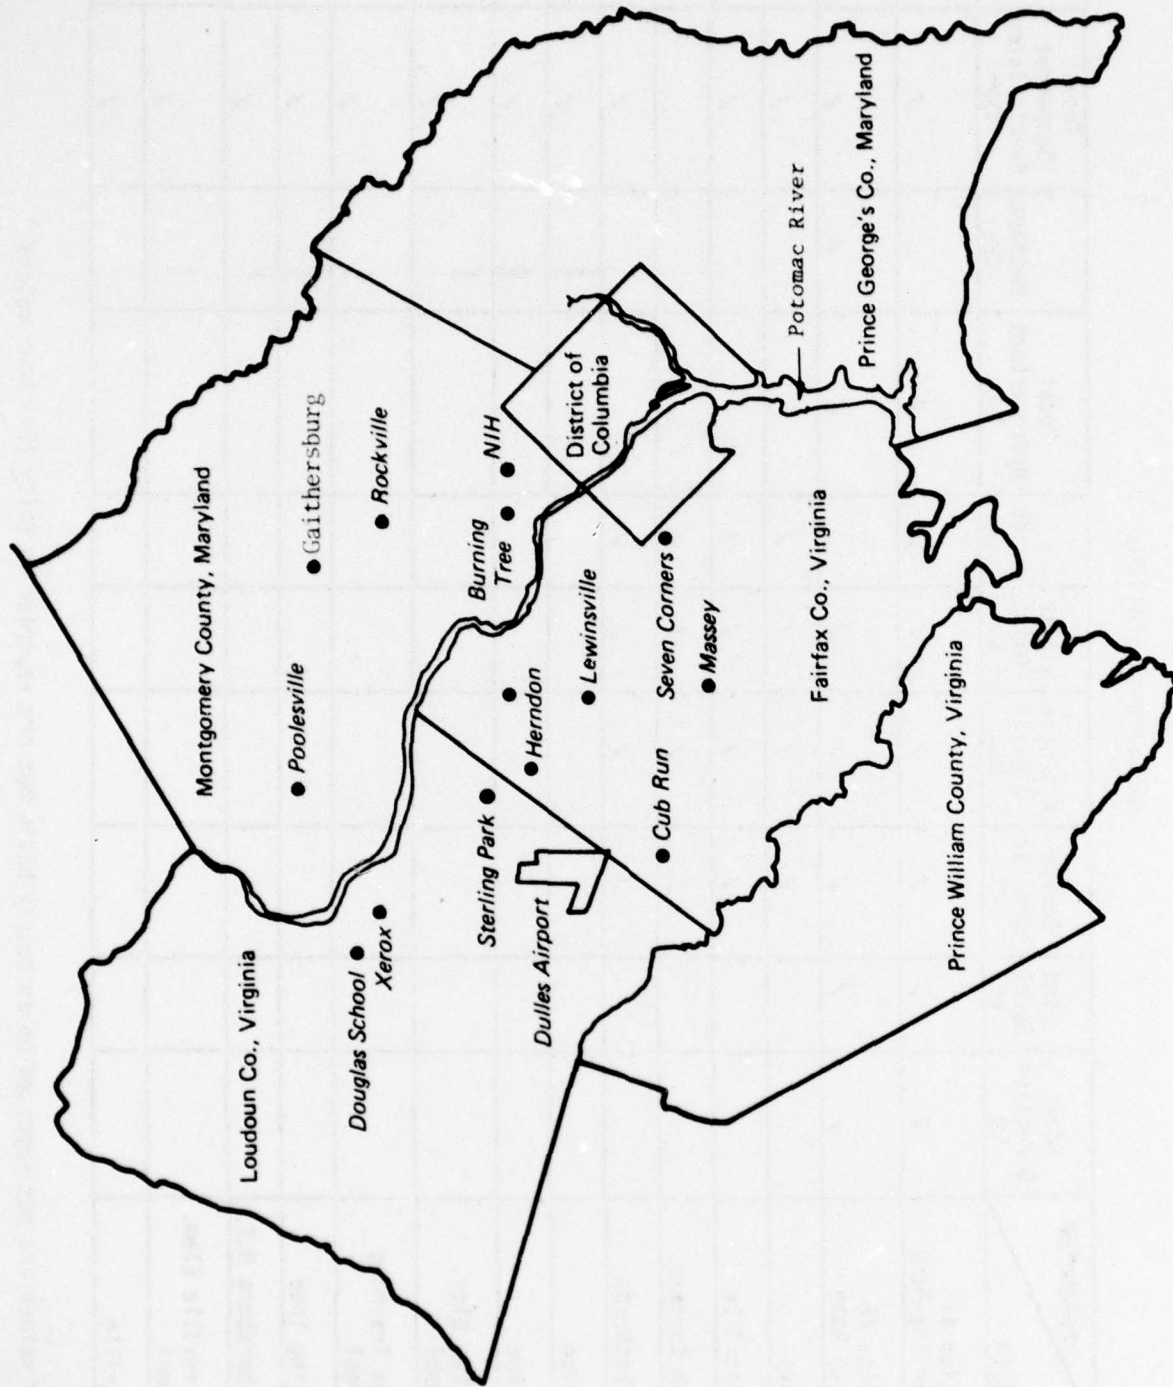 Montgomery County, Maryland
Poolesville
Gaithersburg
Rockville
Loudoun Co., Virginia
Douglas School
Xerox
Sterling Park
Dulles Airport
Herndon
Burning
Tree
NIH
Lewinsville
District of
Columbia
Seven Corners
Massey
Cub Run
Fairfax Co., Virginia
Potomac River
Prince George's Co., Maryland
Prince William County, Virginia